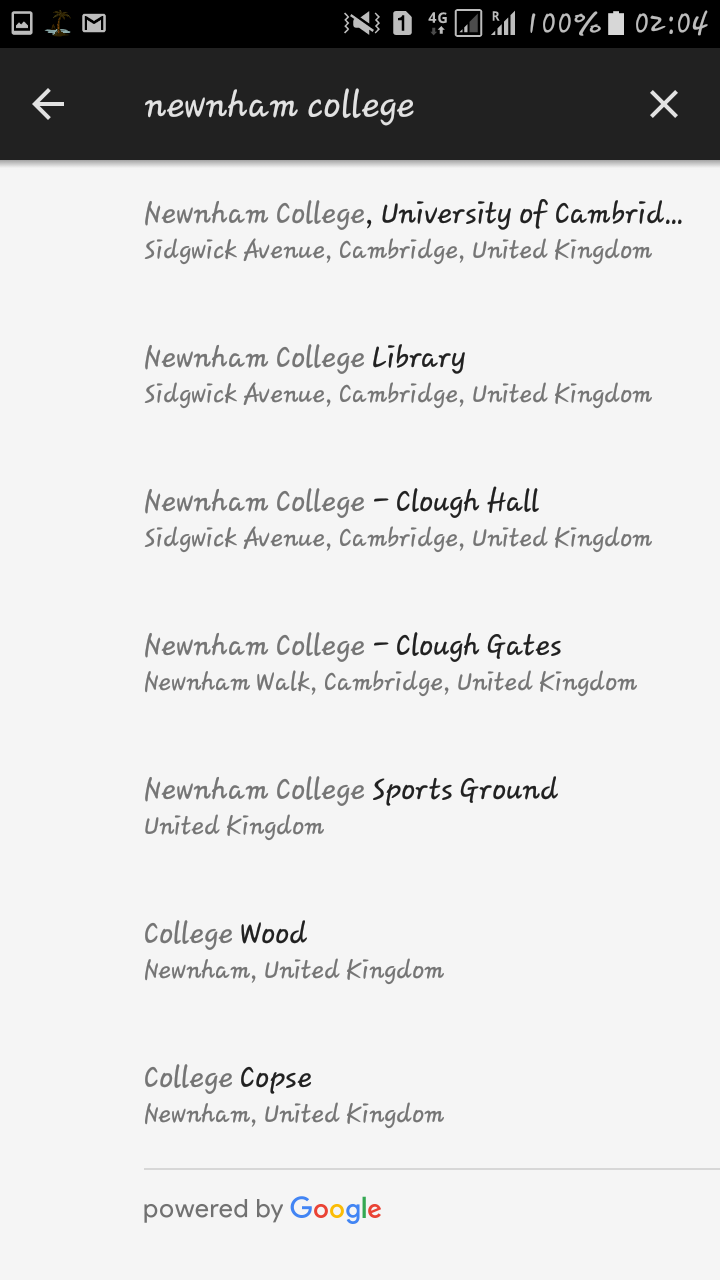 1 4G R 100% 02:04
newnham college
Newnham College, University of Cambrid...
Sidgwick Avenue, Cambridge, United Kingdom
Newnham College Library
Sidgwick Avenue, Cambridge, United Kingdom
Newnham College – Clough Hall
Sidgwick Avenue, Cambridge, United Kingdom
Newnham College – Clough Gates
Newnham Walk, Cambridge, United Kingdom
Newnham College Sports Ground
United Kingdom
College Wood
Newnham, United Kingdom
College Copse
Newnham, United Kingdom
powered by Google